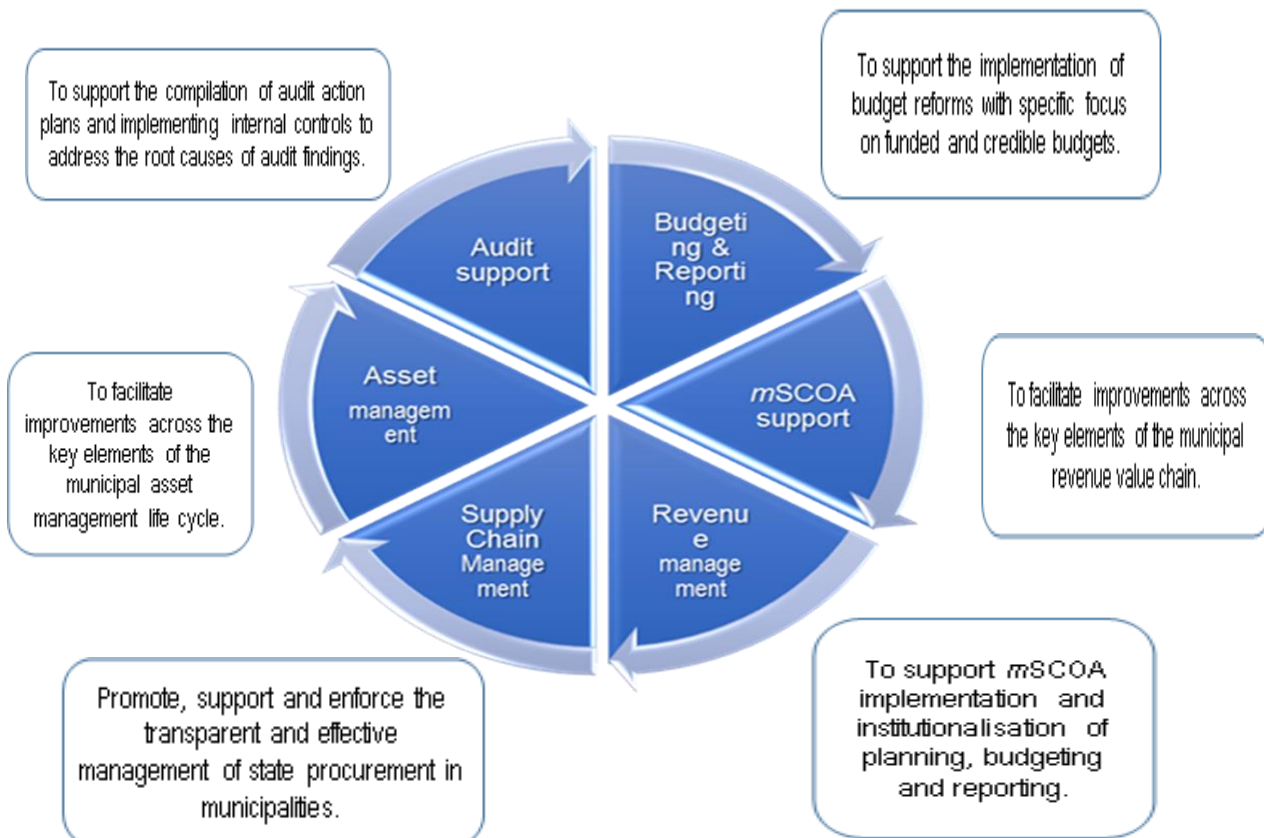 To support the compilation of audit action
plans and implementing internal controls to
address the root causes of audit findings.
To support the implementation of
budget reforms with specific focus
on funded and credible budgets.
Audit
support
Budgeti
ng &
Reporti
ng
Asset
managem
ent
mSCOA
support
Supply
Chain
Manage
ment
Revenu
e
manage
ment
To facilitate
improvements across the
key elements of the
municipal asset
management life cycle.
To facilitate improvements across
the key elements of the municipal
revenue value chain.
Promote, support and enforce the
transparent and effective
management of state procurement in
municipalities.
To support mSCOA
implementation and
institutionalisation of
planning, budgeting
and reporting.